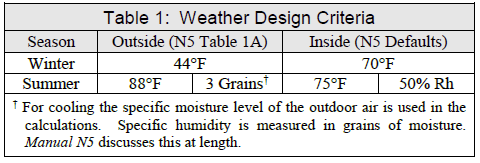 Table 1: Weather Design Criteria
Season Outside (N5 Table 1A) Inside (N5 Defaults)
Winter 44°F 70°F
Summer 88°F 3 Grains† 75°F 50% Rh
† For cooling the specific moisture level of the outdoor air is used in the
calculations. Specific humidity is measured in grains of moisture.
Manual N5 discusses this at length.